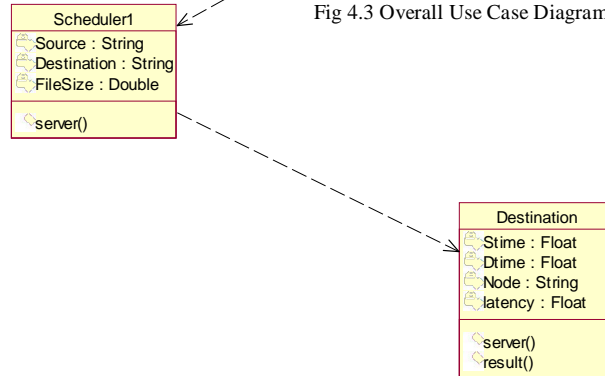 Fig 4.3 Overall Use Case Diagram
Scheduler1
Source : String
Destination : String
FileSize : Double
server()
Destination
Stime : Float
Dtime : Float
Node : String
latency : Float
server()
result()